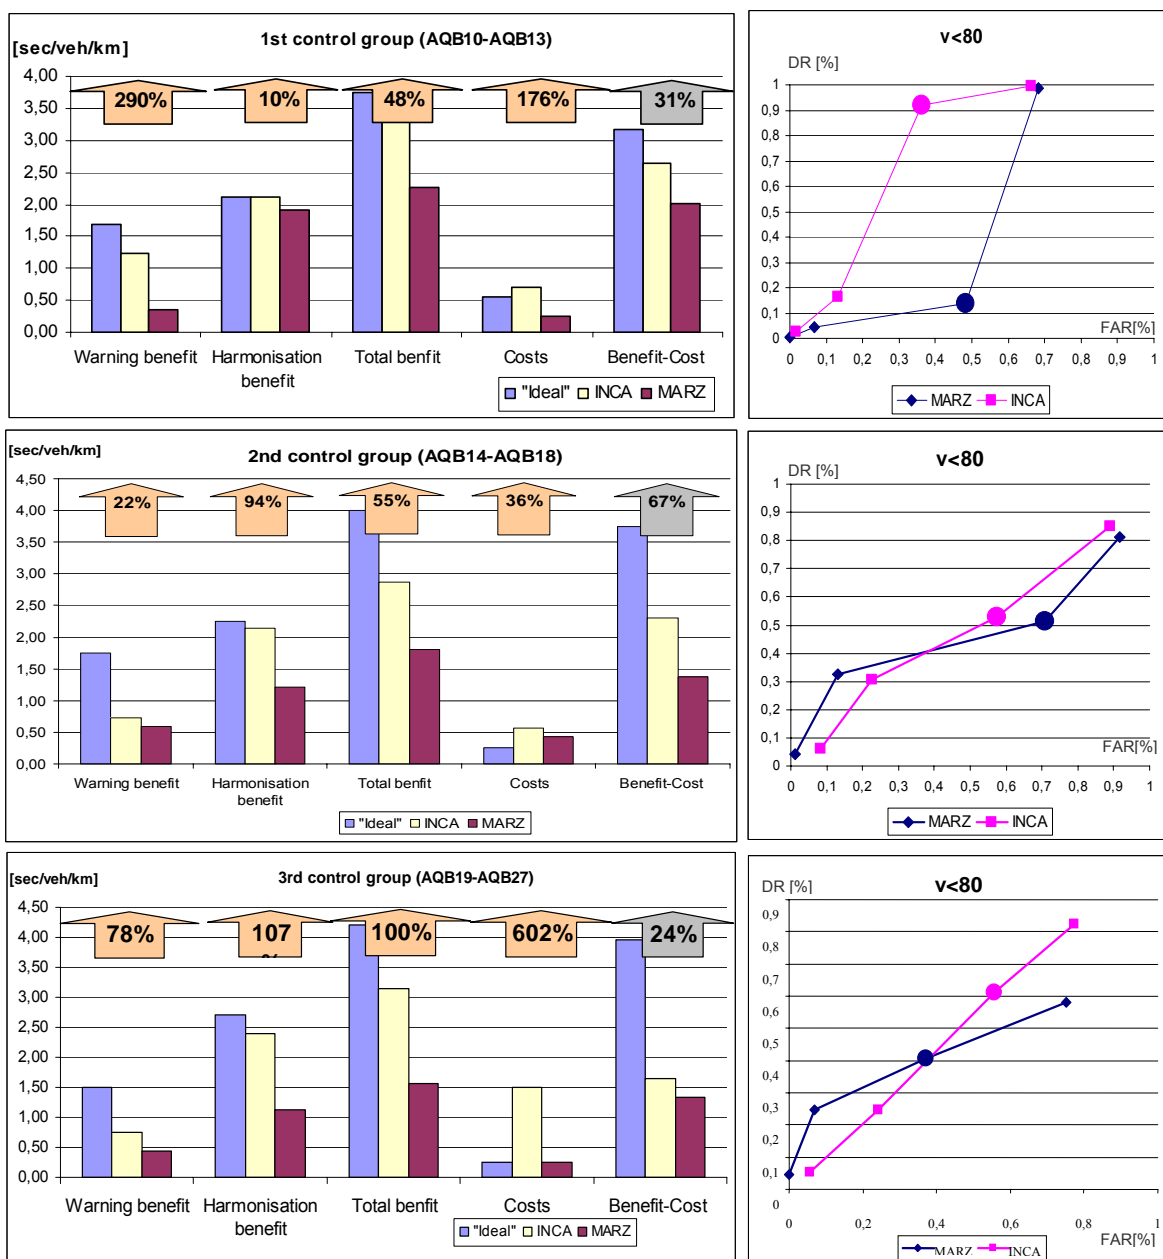 1st control group (AQB10-AQB13)
[sec/veh/km]
4,00
3,50
3,00
2,50
2,00
1,50
1,00
0,50
0,00
290%
10%
48%
176%
31%
Warning benefit
Harmonisation
benefit
Total benfit
Costs
Benefit-Cost
"Ideal"
INCA
MARZ
v<80
DR [%]
1
0,9
0,8
0,7
0,6
0,5
0,4
0,3
0,2
0,1
0
FAR[%]
0
0,1
0,2
0,3
0,4
0,5
0,6
0,7
0,8
0,9
1
MARZ
INCA
[sec/veh/km]
2nd control group (AQB14-AQB18)
4,50
4,00
3,50
3,00
2,50
2,00
1,50
1,00
0,50
0,00
22%
94%
55%
36%
67%
Warning benefit
Harmonisation
benefit
Total benfit
Costs
Benefit-Cost
"Ideal"
INCA
MARZ
v<80
DR [%]
1
0,9
0,8
0,7
0,6
0,5
0,4
0,3
0,2
0,1
0
FAR[%]
0
0,1
0,2
0,3
0,4
0,5
0,6
0,7
0,8
0,9
1
MARZ
INCA
[sec/veh/km]
3rd control group (AQB19-AQB27)
4,50
4,00
3,50
3,00
2,50
2,00
1,50
1,00
0,50
0,00
78%
107
%
100%
602%
24%
Warning benefit
Harmonisation
benefit
Total benfit
Costs
Benefit-Cost
"Ideal"
INCA
MARZ
v<80
DR [%]
0,9
0,8
0,7
0,6
0,5
0,4
0,3
0,2
0,1
0
0
0,2
0,4
0,6
0,8
1
FAR[%]
MARZ
INCA